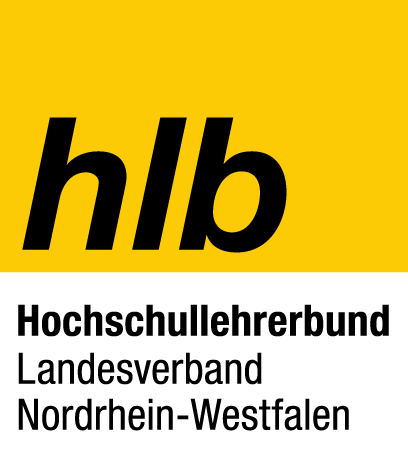 hlb
Hochschullehrerbund
Landesverband
Nordrhein-Westfalen